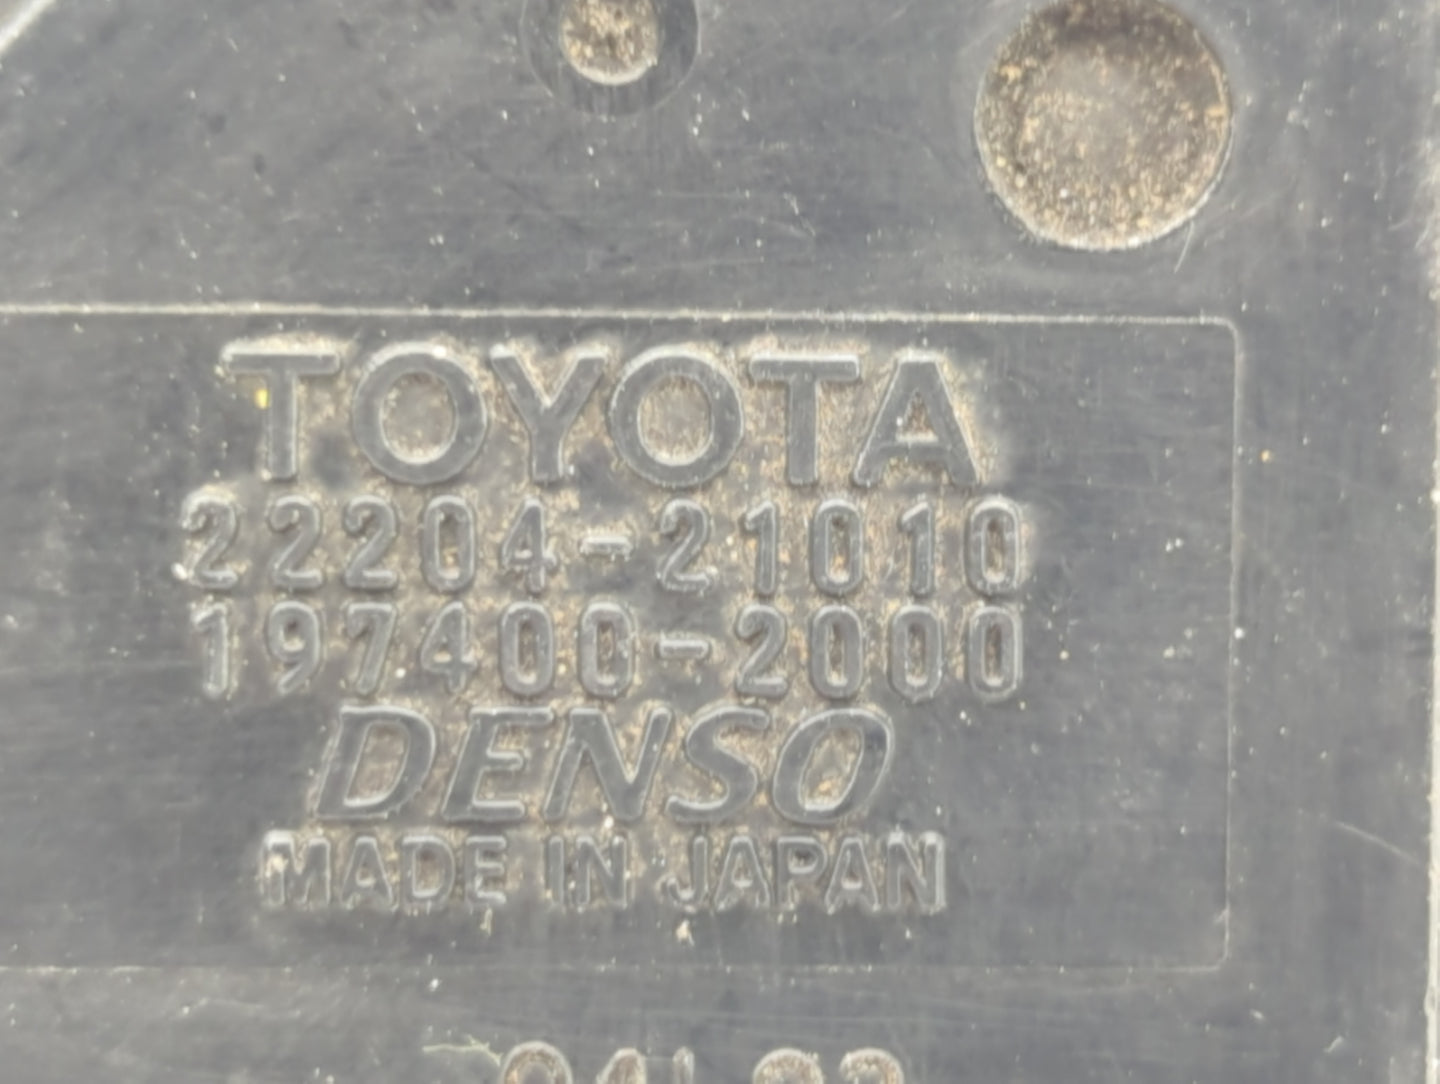 TOYOTA
22204-21010
197400-2000
DENSO
MADE IN JAPAN